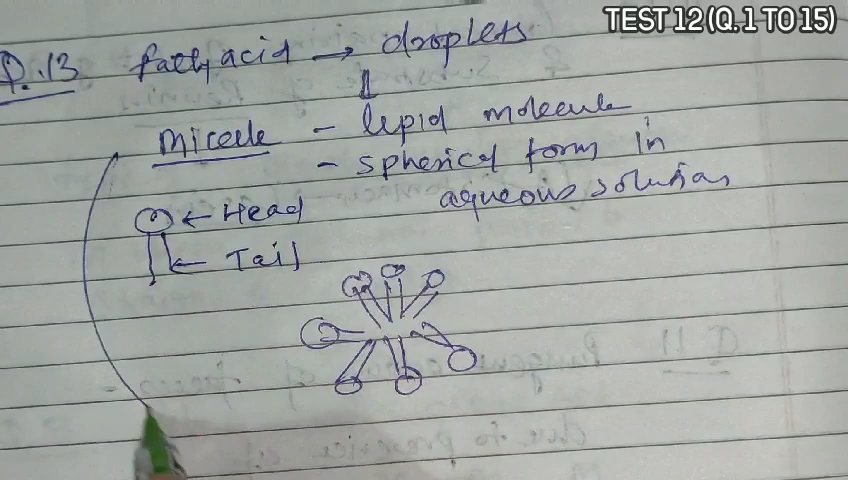 TEST 12 (Q. 1 TO 15)
Q.13 fatty acid → droplets
Micelle - lipid molecule
- spherical form in
aqueous solution
← Head
← Tail